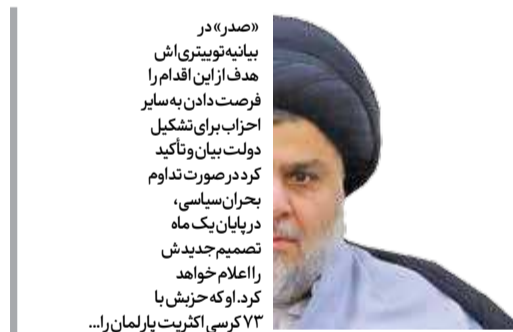 «صدر» در
بیانیه توییتری‌اش
هدف از این اقدام را
فرصت دادن به سایر
احزاب برای تشکیل
دولت بیان و تأکید
کرد در صورت تداوم
بحران سیاسی،
در پایان یک ماه
تصمیم جدیدش
را اعلام خواهد
کرد. او که حزبش با
۷۳ کرسی اکثریت پارلمان را...